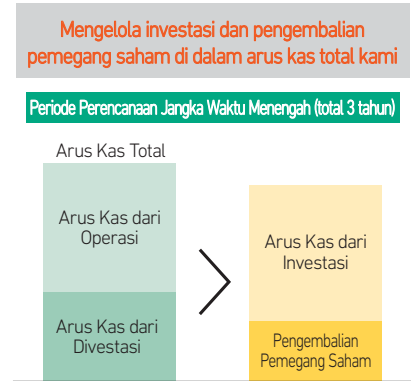 Mengelola investasi dan pengembalian
pemegang saham di dalam arus kas total kami
Periode Perencanaan Jangka Waktu Menengah (total 3 tahun)
Arus Kas Total
Arus Kas dari
Operasi
Arus Kas dari
Divestasi
Arus Kas dari
Investasi
Pengembalian
Pemegang Saham